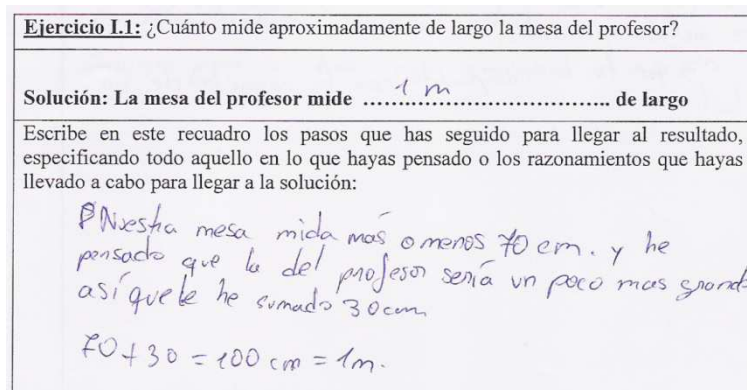 Ejercicio I.1: ¿Cuánto mide aproximadamente de largo la mesa del profesor?
Solución: La mesa del profesor mide ....1 m.... de largo
Escribe en este recuadro los pasos que has seguido para llegar al resultado,
especificando todo aquello en lo que hayas pensado o los razonamientos que hayas
llevado a cabo para llegar a la solución:
Nuestra mesa mida más o menos 70 cm. y he
pensado que la del profesor sería un poco mas grand
así que le he sumado 30cm
70+30 = 100 cm = 1m.